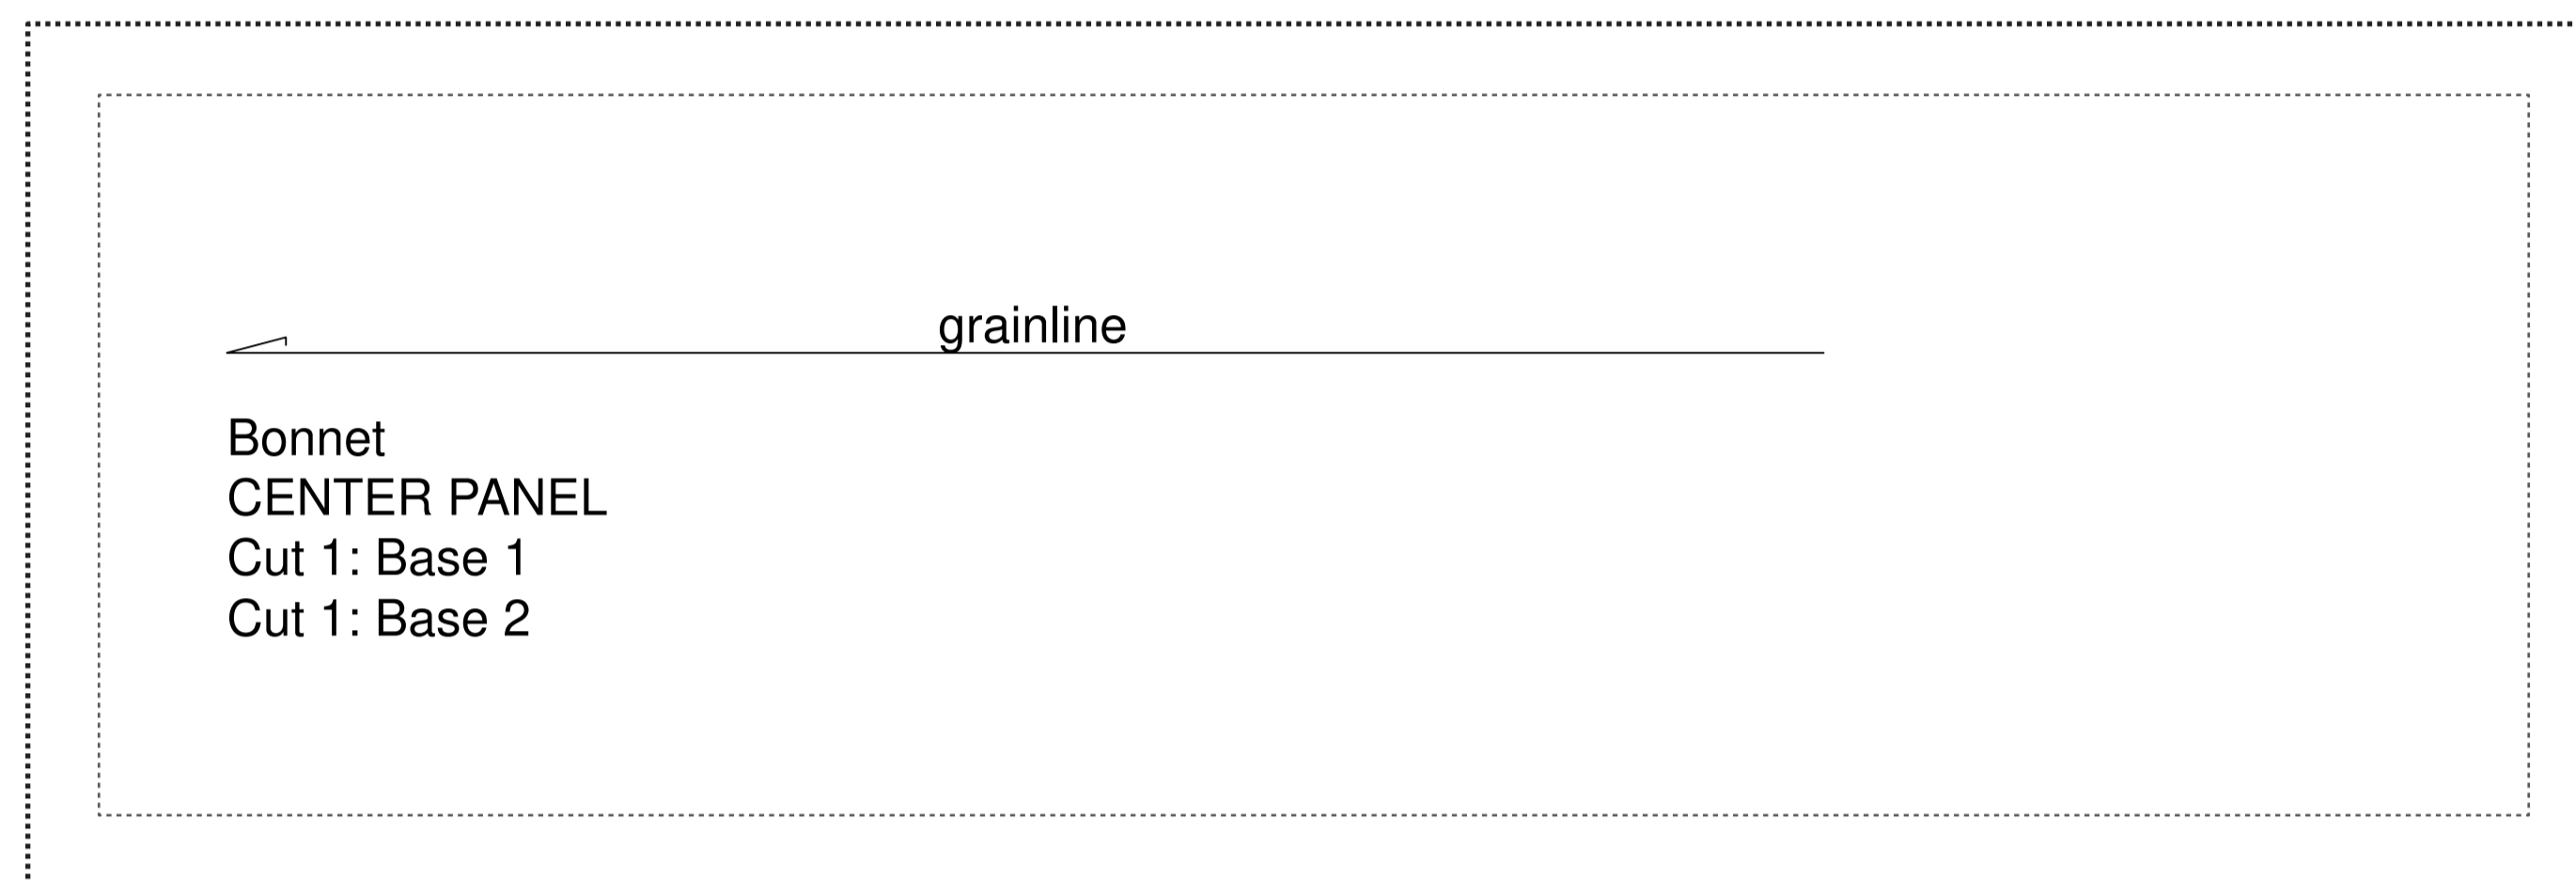 grainline
Bonnet
CENTER PANEL
Cut 1: Base 1
Cut 1: Base 2